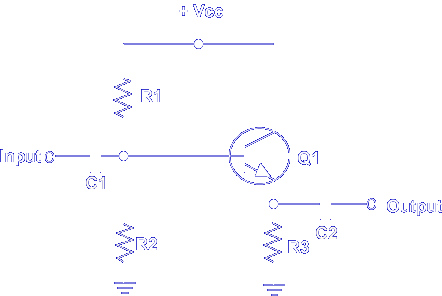 + Vcc
R1
Input
Q1
C1
Output
R2
C2
R3